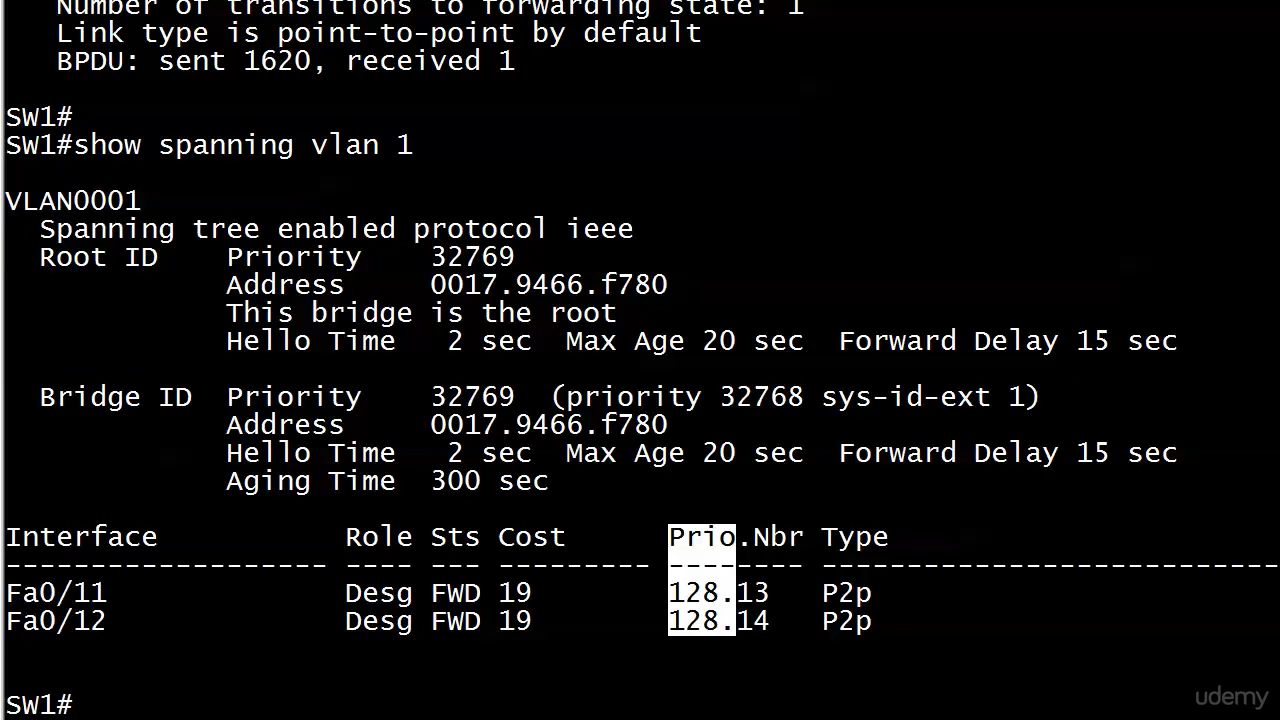 Number of transitions to forwarding state: 1
Link type is point-to-point by default
BPDU: sent 1620, received 1
SW1#
SW1#show spanning vlan 1
VLAN0001
Spanning tree enabled protocol ieee
Root ID    Priority    32769
Address    0017.9466.f780
This bridge is the root
Hello Time   2 sec  Max Age 20 sec  Forward Delay 15 sec
Bridge ID  Priority    32769  (priority 32768 sys-id-ext 1)
Address    0017.9466.f780
Hello Time   2 sec  Max Age 20 sec  Forward Delay 15 sec
Aging Time  300 sec
Interface           Role Sts Cost      Prio.Nbr Type
------------------- ---- --- --------- -------- ---------------------------
Fa0/11              Desg FWD 19        128.13   P2p
Fa0/12              Desg FWD 19        128.14   P2p
SW1#
udemy